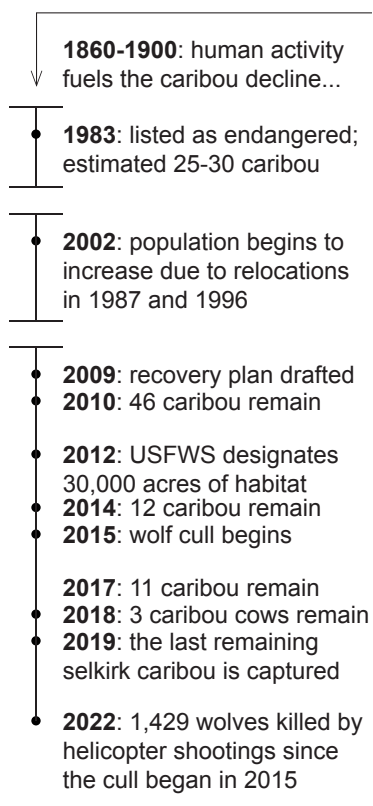 1860-1900: human activity
fuels the caribou decline...
1983: listed as endangered;
estimated 25-30 caribou
2002: population begins to
increase due to relocations
in 1987 and 1996
2009: recovery plan drafted
2010: 46 caribou remain
2012: USFWS designates
30,000 acres of habitat
2014: 12 caribou remain
2015: wolf cull begins
2017: 11 caribou remain
2018: 3 caribou cows remain
2019: the last remaining
selkirk caribou is captured
2022: 1,429 wolves killed by
helicopter shootings since
the cull began in 2015